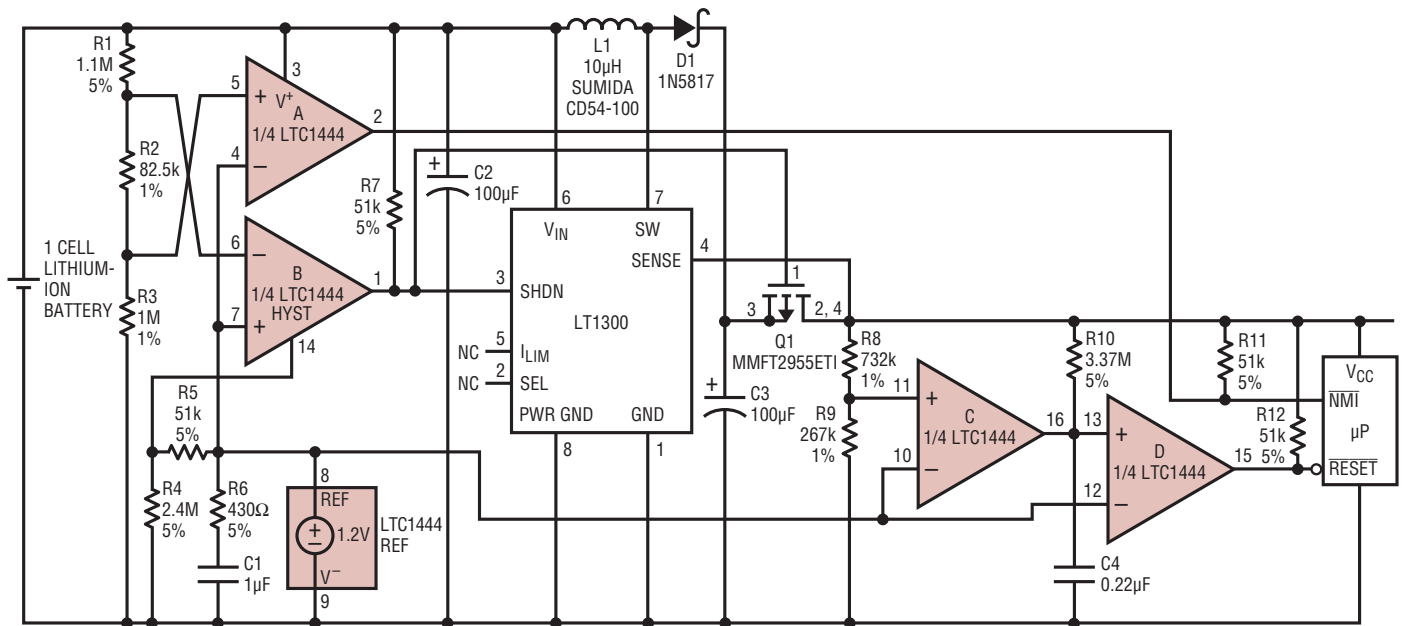 R1
1.1M
5%
R2
82.5k
1%
R3
1M
1%
1 CELL
LITHIUM-
ION
BATTERY
5
+
V+
3
A
1/4 LTC1444
4
–
2
6
–
B
1/4 LTC1444
HYST
7
+
1
14
R7
51k
5%
+
C2
100µF
L1
10µH
SUMIDA
CD54-100
D1
1N5817
6
7
VIN
SW
4
SENSE
3
SHDN
LT1300
5
NC
ILIM
2
NC
SEL
PWR GND
GND
8
1
1
3
2, 4
Q1
MMFT2955ETI
+
C3
100µF
R8
732k
1%
R9
267k
1%
11
+
C
1/4 LTC1444
10
–
16
R10
3.37M
5%
13
+
D
1/4 LTC1444
12
–
15
C4
0.22µF
R11
51k
5%
R12
51k
5%
VCC
NMI
µP
RESET
R5
51k
5%
R4
2.4M
5%
R6
430Ω
5%
C1
1µF
8
REF
+
–
1.2V
V–
9
LTC1444
REF